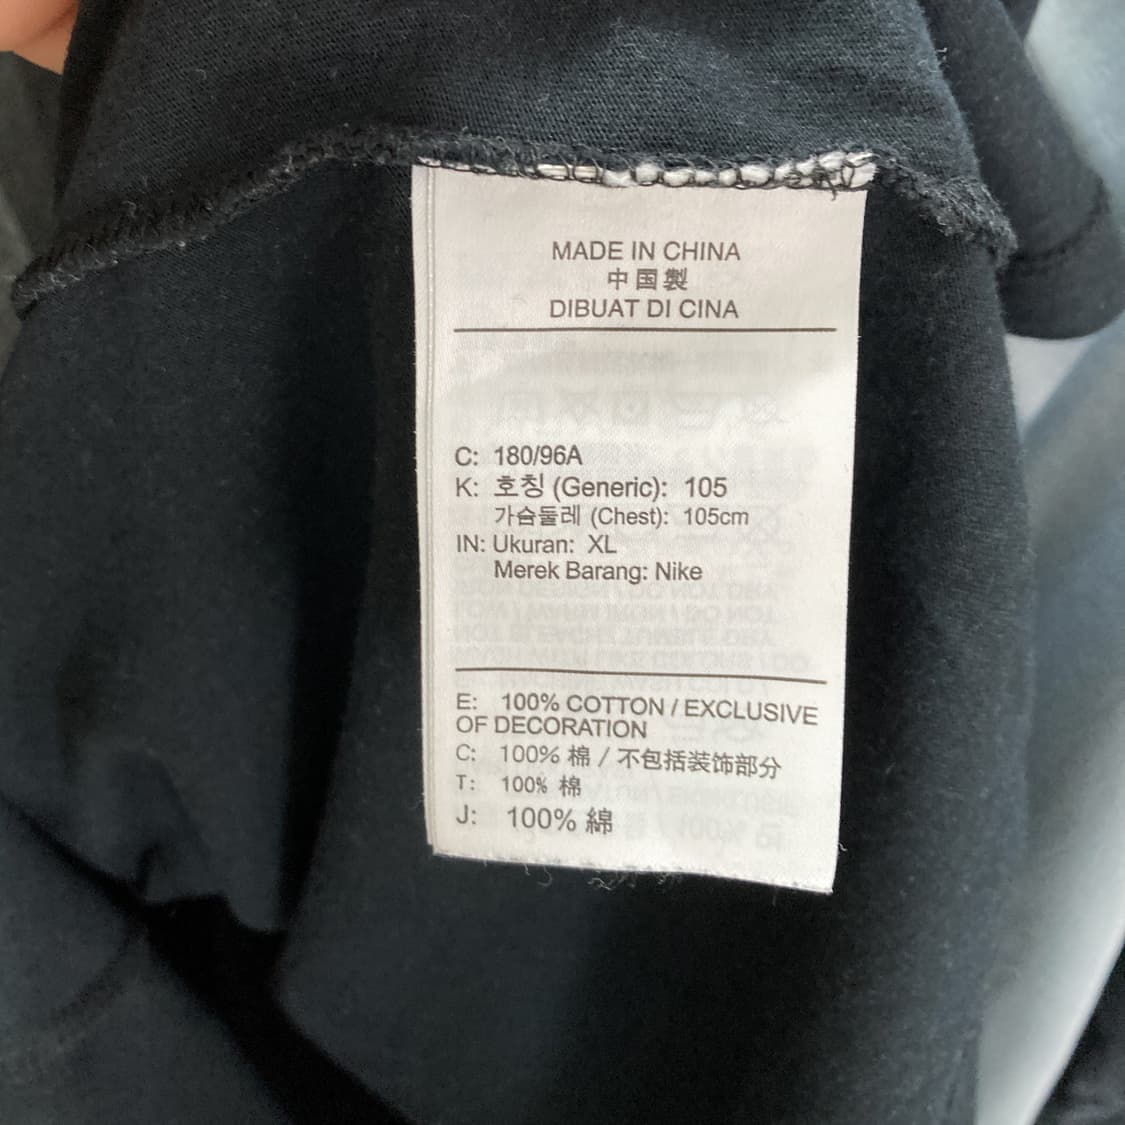 MADE IN CHINA
中国製
DIBUAT DI CINA
C: 180/96A
K: 호칭 (Generic): 105
가슴둘레 (Chest): 105cm
IN: Ukuran: XL
Merek Barang: Nike
E: 100% COTTON / EXCLUSIVE
OF DECORATION
C: 100% 棉 / 不包括装饰部分
T: 100% 棉
J: 100% 綿